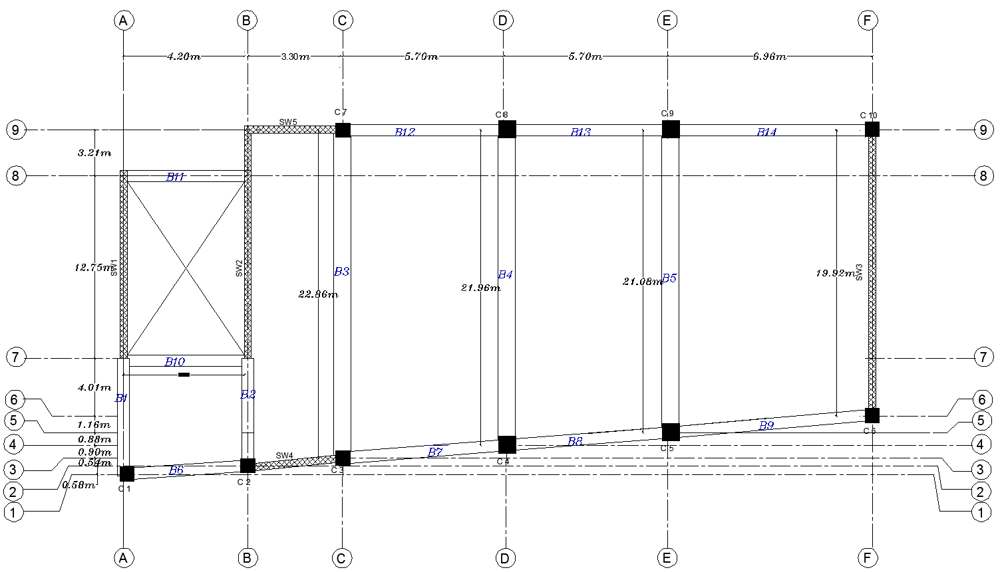 A B C D E F
4.20m 3.30m 5.70m 5.70m 6.96m
C 7 C 8 C 9 C 10
SW5
9 B12 B13 B14 9
3.21m
8 B11 8
12.75m SW1 SW2 B3 B4 B5 19.92m SW3
22.86m 21.96m 21.08m
7 B10 7
4.01m
6 B1 B2 6
5 1.16m B9 5
C 6
4 0.88m B8 4
C 5
0.90m SW4 B7
C 4
3 0.54m B6 C 3 3
0.58m C 1 C 2
2 2
1 1
A B C D E F